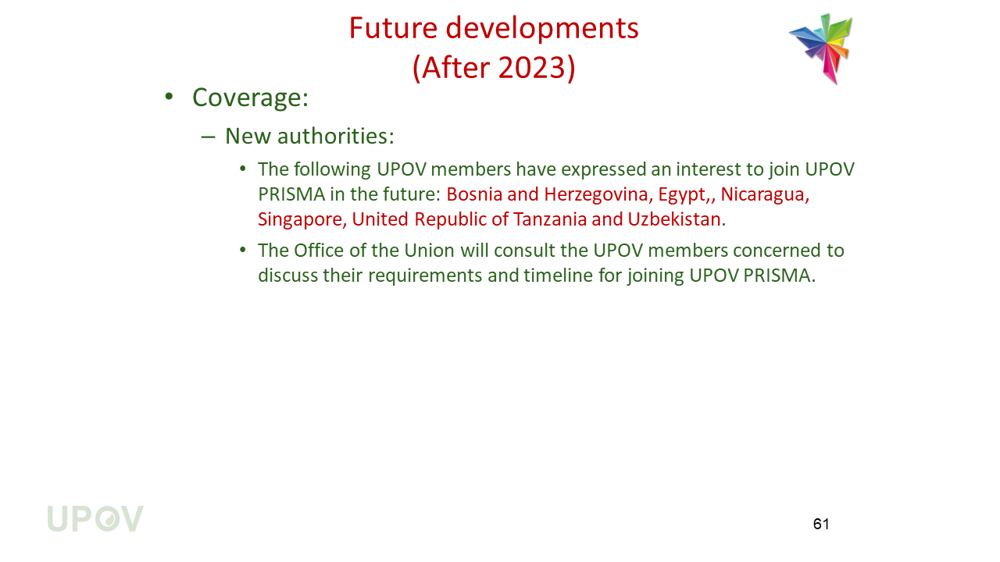 Future developments
(After 2023)
• Coverage:
– New authorities:
• The following UPOV members have expressed an interest to join UPOV
PRISMA in the future: Bosnia and Herzegovina, Egypt,, Nicaragua,
Singapore, United Republic of Tanzania and Uzbekistan.
• The Office of the Union will consult the UPOV members concerned to
discuss their requirements and timeline for joining UPOV PRISMA.
UPOV
61